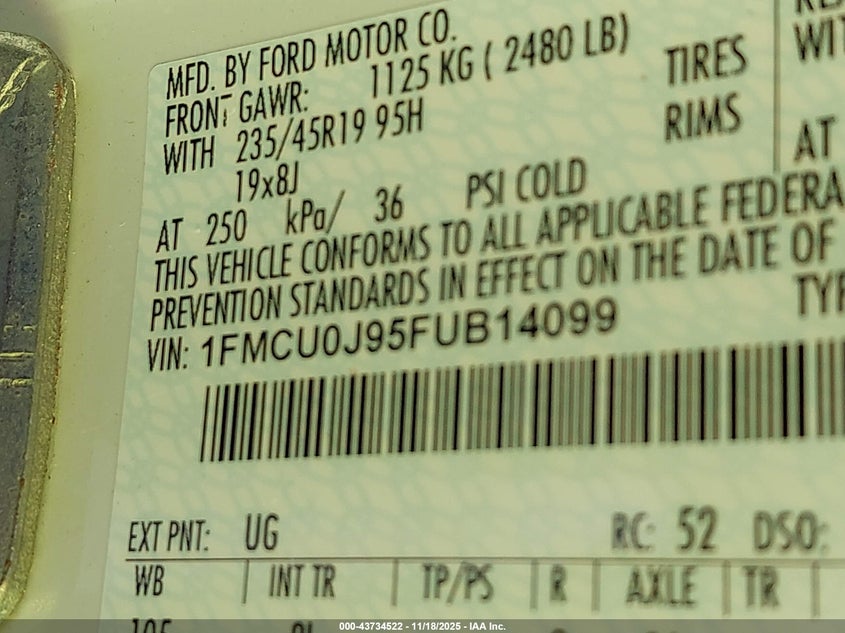 MFD. BY FORD MOTOR CO.
FRONT GAWR: 1125 KG ( 2480 LB)
WITH 235/45R19 95H TIRES
19x8J RIMS
AT 250 kPa/ 36 PSI COLD
WIT
AT
THIS VEHICLE CONFORMS TO ALL APPLICABLE FEDERA
PREVENTION STANDARDS IN EFFECT ON THE DATE OF
VIN: 1FMCU0J95FUB14099
TYP
EXT PNT: UG RC: 52 DSO:
WB INT TR TP/PS R AXLE TR
105
000-43734522 - 11/18/2025 - IAA Inc.